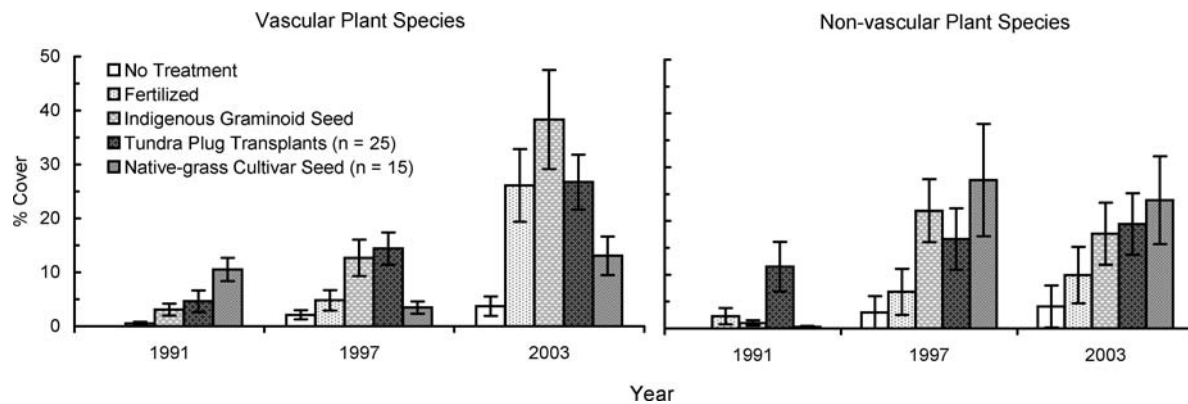 Vascular Plant Species
Non-vascular Plant Species
50
40
30
20
10
0
% Cover
No Treatment
Fertilized
Indigenous Graminoid Seed
Tundra Plug Transplants (n = 25)
Native-grass Cultivar Seed (n = 15)
1991
1997
2003
1991
1997
2003
Year